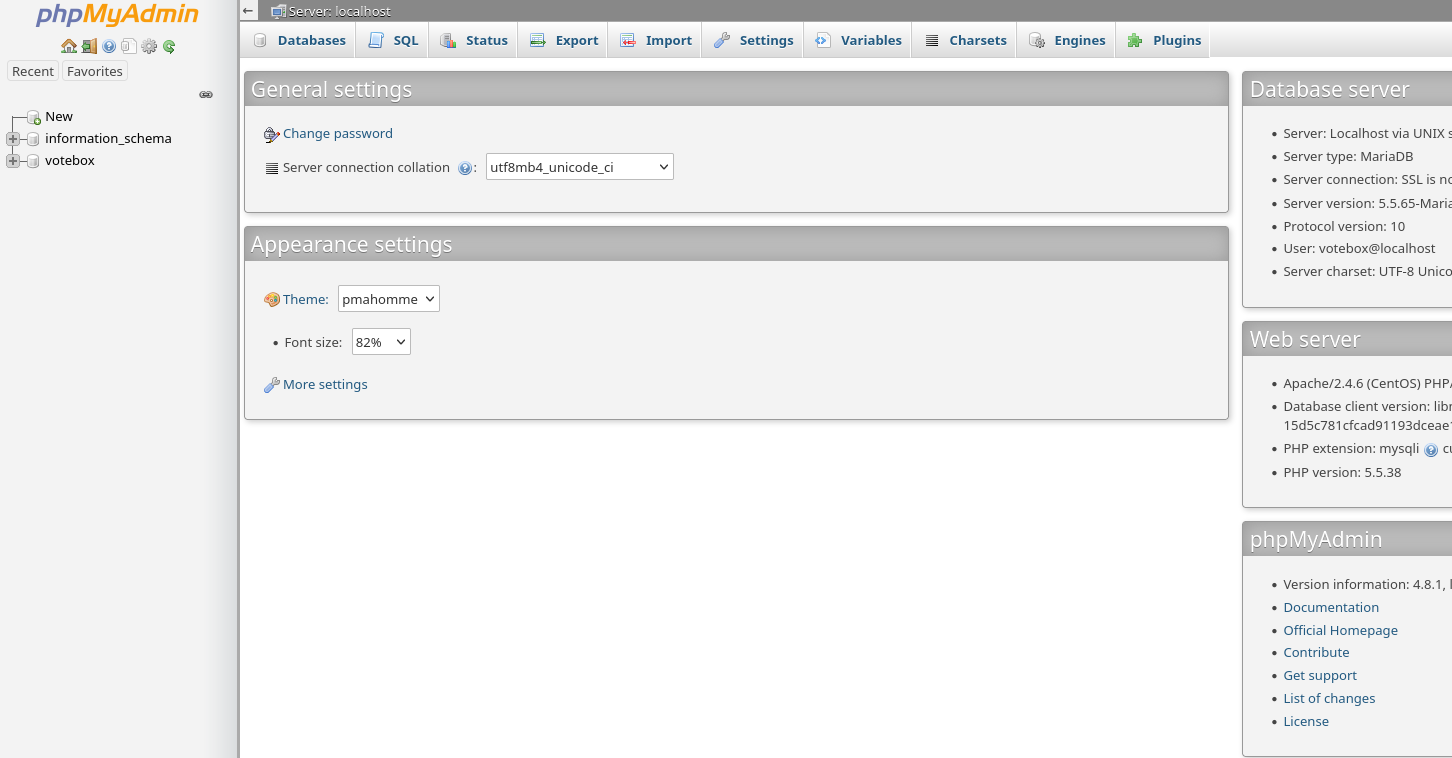 phpMyAdmin
Recent Favorites
New
information_schema
votebox
Server: localhost
Databases SQL Status Export Import Settings Variables Charsets Engines Plugins
General settings
Change password
Server connection collation : utf8mb4_unicode_ci
Appearance settings
Theme: pmahomme
Font size: 82%
More settings
Database server
Server: Localhost via UNIX
Server type: MariaDB
Server connection: SSL is
Server version: 5.5.65-Maria
Protocol version: 10
User: votebox@localhost
Server charset: UTF-8
Web server
Apache/2.4.6 (CentOS) PHP/
Database client version:
15d5c781cfcad91193dceae
PHP extension: mysqli
PHP version: 5.5.38
phpMyAdmin
Version information: 4.8.1,
Documentation
Official Homepage
Contribute
Get support
List of changes
License